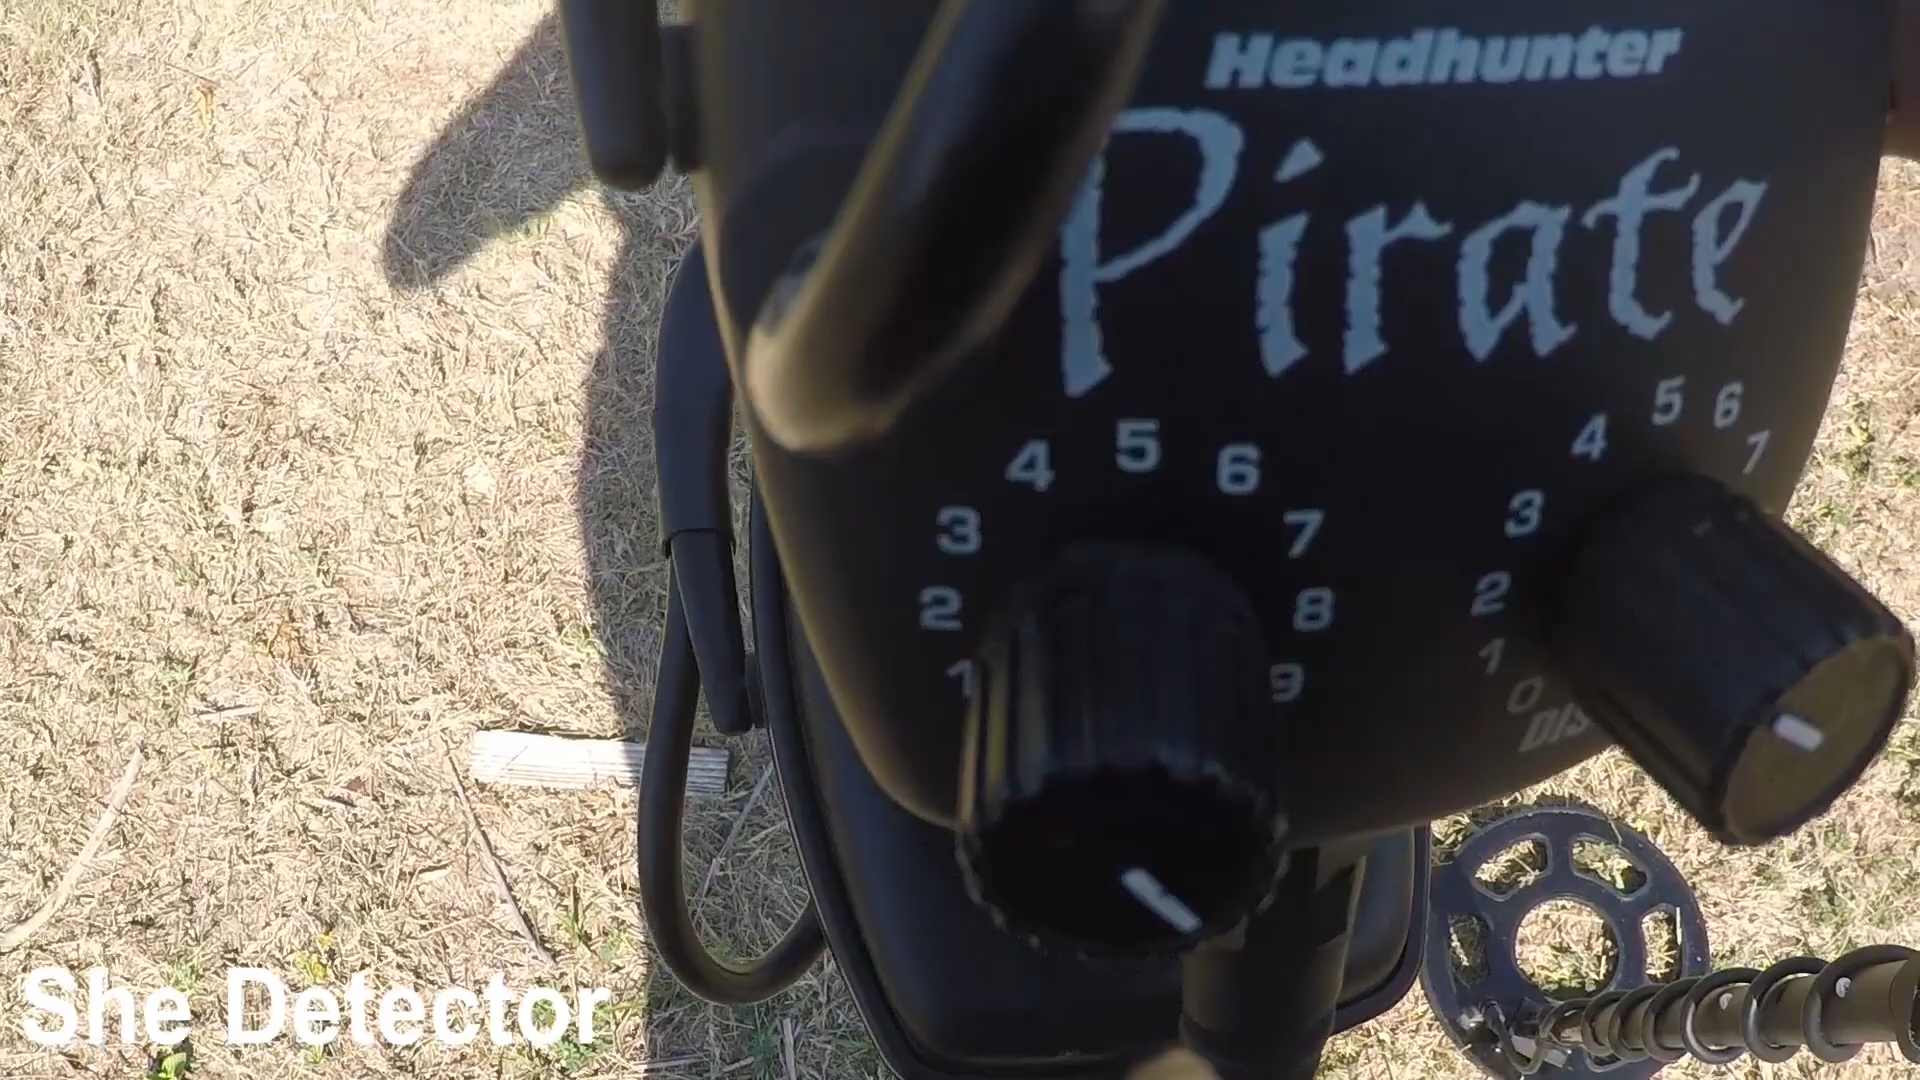 Headhunter
Pirate
1 2 3 4 5 6 7 8 9
0 1 2 3 4 5 6 7
She Detector